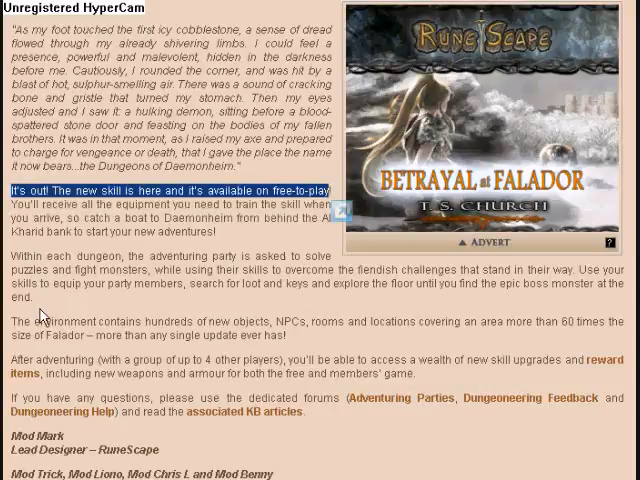 Unregistered HyperCam
"As my foot touched the first icy cobblestone, a sense of dread
flowed through my already shivering limbs. I could feel a
presence, powerful and malevolent, hidden in the darkness
before me. Cautiously, I rounded the corner, and was hit by a
blast of hot, sulphur-smelling air. There was a sound of cracking
bone and gristle that turned my stomach. Then my eyes
adjusted and I saw it: a hulking demon, sitting before a blood-
spattered stone door and feasting on the bodies of my fallen
brothers. It was in that moment, as I raised my axe and prepared
to charge for vengeance or death, that I gave the place the name
it now bears...the Dungeons of Daemonheim."
It's out! The new skill is here and it's available on free-to-play
You'll receive all the equipment you need to train the skill when
you arrive, so catch a boat to Daemonheim from behind the Al
Kharid bank to start your new adventures!
RUNESCAPE
BETRAYAL at FALADOR
T. S. CHURCH
ADVERT
?
Within each dungeon, the adventuring party is asked to solve
puzzles and fight monsters, while using their skills to overcome the fiendish challenges that stand in their way. Use your
skills to equip your party members, search for loot and keys and explore the floor until you find the epic boss monster at the
end.
The environment contains hundreds of new objects, NPCs, rooms and locations covering an area more than 60 times the
size of Falador – more than any single update ever has!
After adventuring (with a group of up to 4 other players), you'll be able to access a wealth of new skill upgrades and reward
items, including new weapons and armour for both the free and members' game.
If you have any questions, please use the dedicated forums (Adventuring Parties, Dungeoneering Feedback and
Dungeoneering Help) and read the associated KB articles.
Mod Mark
Lead Designer – RuneScape
Mod Trick, Mod Liono, Mod Chris L and Mod Benny